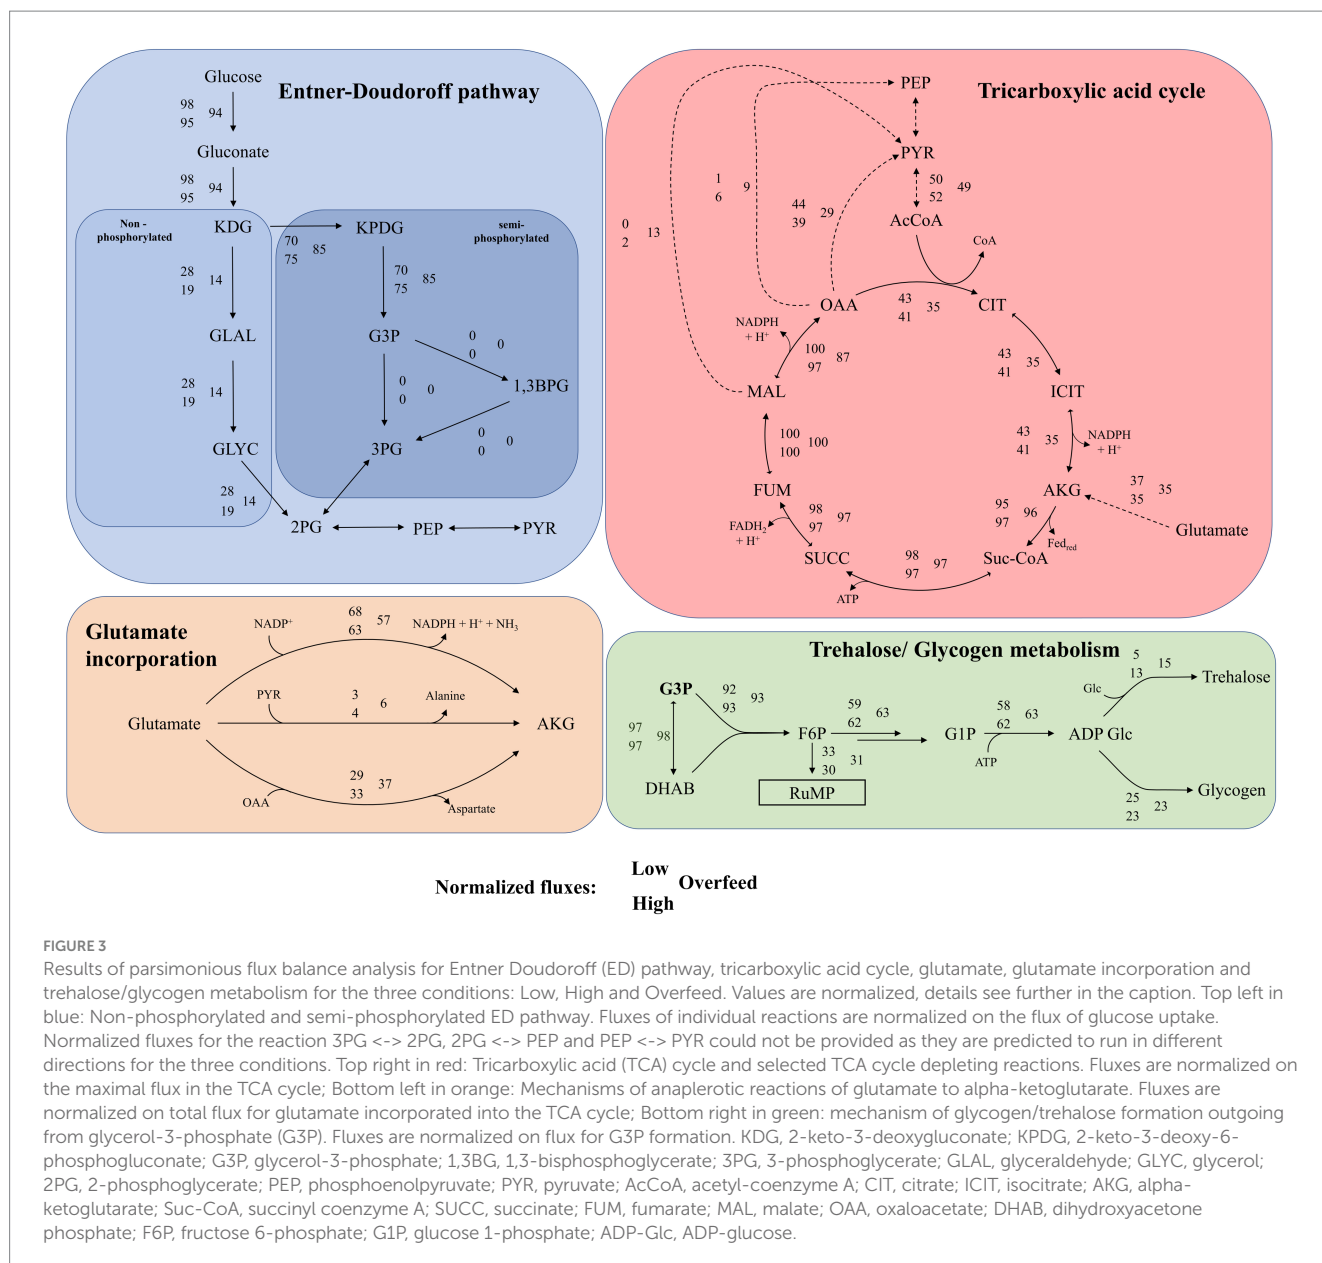 Entner-Doudoroff pathway
Glucose
98
95
94
Gluconate
98
95
94
Non -
phosphorylated
KDG
70
75
85
KPDG
semi-
phosphorylated
28
19
14
70
75
85
GLAL
G3P
0
0
0
28
19
14
0
0
0
1,3BPG
GLYC
3PG
0
0
0
28
19
14
2PG
PEP
PYR
Tricarboxylic acid cycle
PEP
PYR
1
6
9
44
39
29
50
52
49
0
2
13
AcCoA
CoA
OAA
43
41
35
CIT
NADPH
+ H⁺
100
97
87
43
41
35
MAL
ICIT
100
100
100
43
41
35
NADPH
+ H⁺
FUM
AKG
37
35
35
Glutamate
98
97
97
95
97
96
FADH₂
+ H⁺
Fed_red
SUCC
98
97
97
Suc-CoA
ATP
Glutamate
incorporation
NADP⁺
68
63
57
NADPH + H⁺ + NH₃
Glutamate
PYR
3
4
6
Alanine
AKG
OAA
29
33
37
Aspartate
Trehalose/ Glycogen metabolism
G3P
92
93
93
97
97
98
DHAB
F6P
59
62
63
33
30
31
RuMP
G1P
58
62
63
ATP
ADP Glc
Glc
5
13
15
Trehalose
25
23
23
Glycogen
Normalized fluxes:
Low
High
Overfeed
FIGURE 3
Results of parsimonious flux balance analysis for Entner Doudoroff (ED) pathway, tricarboxylic acid cycle, glutamate, glutamate incorporation and
trehalose/glycogen metabolism for the three conditions: Low, High and Overfeed. Values are normalized, details see further in the caption. Top left in
blue: Non-phosphorylated and semi-phosphorylated ED pathway. Fluxes of individual reactions are normalized on the flux of glucose uptake.
Normalized fluxes for the reaction 3PG <-> 2PG, 2PG <-> PEP and PEP <-> PYR could not be provided as they are predicted to run in different
directions for the three conditions. Top right in red: Tricarboxylic acid (TCA) cycle and selected TCA cycle depleting reactions. Fluxes are normalized on
the maximal flux in the TCA cycle; Bottom left in orange: Mechanisms of anaplerotic reactions of glutamate to alpha-ketoglutarate. Fluxes are
normalized on total flux for glutamate incorporated into the TCA cycle; Bottom right in green: mechanism of glycogen/trehalose formation outgoing
from glycerol-3-phosphate (G3P). Fluxes are normalized on flux for G3P formation. KDG, 2-keto-3-deoxygluconate; KPDG, 2-keto-3-deoxy-6-
phosphogluconate; G3P, glycerol-3-phosphate; 1,3BG, 1,3-bisphosphoglycerate; 3PG, 3-phosphoglycerate; GLAL, glyceraldehyde; GLYC, glycerol;
2PG, 2-phosphoglycerate; PEP, phosphoenolpyruvate; PYR, pyruvate; AcCoA, acetyl-coenzyme A; CIT, citrate; ICIT, isocitrate; AKG, alpha-
ketoglutarate; Suc-CoA, succinyl coenzyme A; SUCC, succinate; FUM, fumarate; MAL, malate; OAA, oxaloacetate; DHAB, dihydroxyacetone
phosphate; F6P, fructose 6-phosphate; G1P, glucose 1-phosphate; ADP-Glc, ADP-glucose.